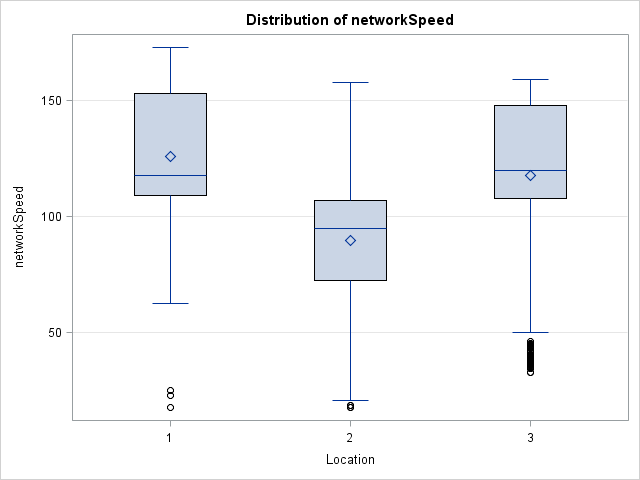 Distribution of networkSpeed
networkSpeed
150
100
50
1
2
3
Location